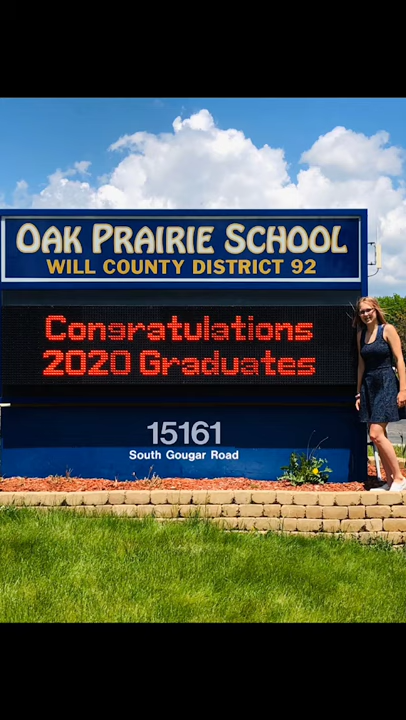 OAK PRAIRIE SCHOOL
WILL COUNTY DISTRICT 92
Congratulations
2020 Graduates
15161
South Gougar Road